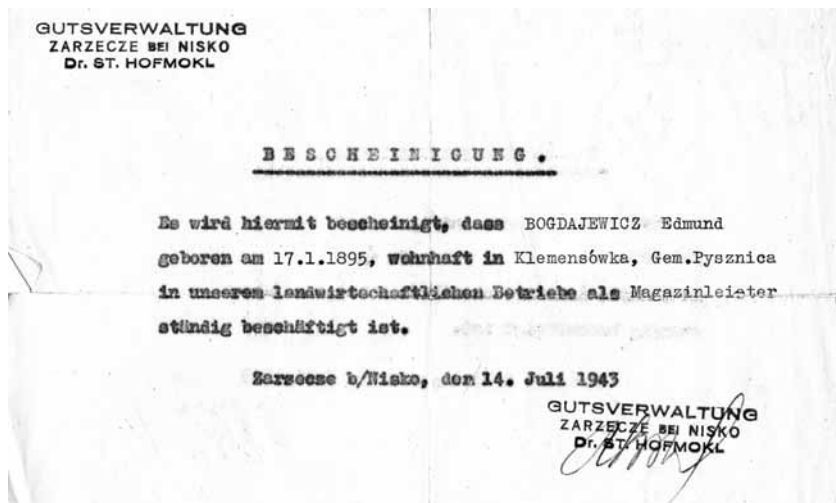 GUTSVERWALTUNG
ZARZECZE BEI NISKO
Dr. ST. HOFMOKL
BESCHEINIGUNG.
Es wird hiermit bescheinigt, dass BOGDAJEWICZ Edmund
geboren am 17.1.1895, wohnhaft in Klemensówka, Gem.Pysznica
in unserem landwirtschaftlichen Betriebe als Magazinleiter
ständig beschäftigt ist.
Zarzecze b/Nisko, den 14. Juli 1943
GUTSVERWALTUNG
ZARZECZE BEI NISKO
Dr. ST. HOFMOKL